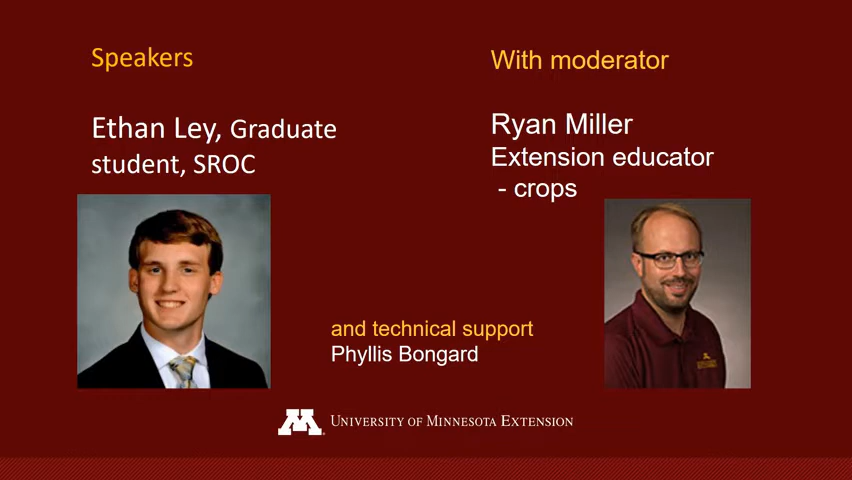 Speakers
Ethan Ley, Graduate
student, SROC
With moderator
Ryan Miller
Extension educator
- crops
and technical support
Phyllis Bongard
M
University of Minnesota Extension